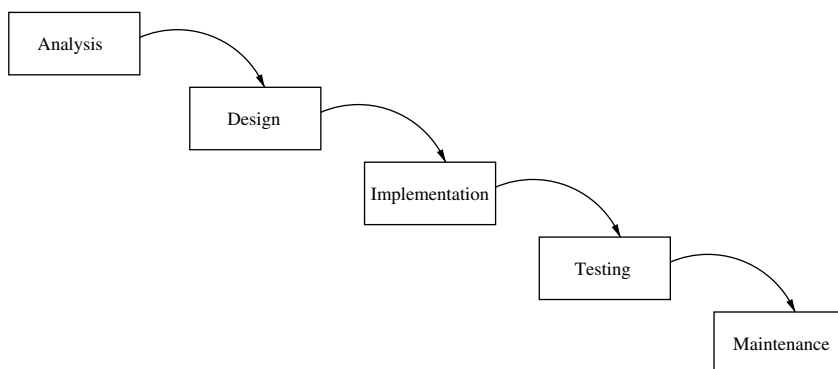 Analysis
Design
Implementation
Testing
Maintenance